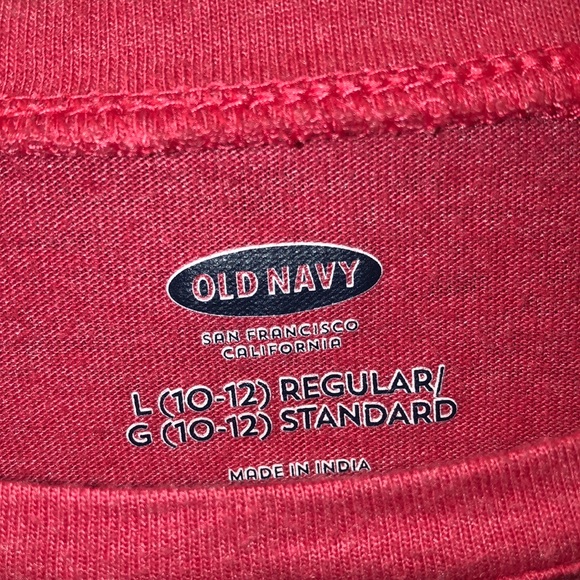 OLD NAVY
SAN FRANCISCO
CALIFORNIA
L (10-12) REGULAR/
G (10-12) STANDARD
MADE IN INDIA